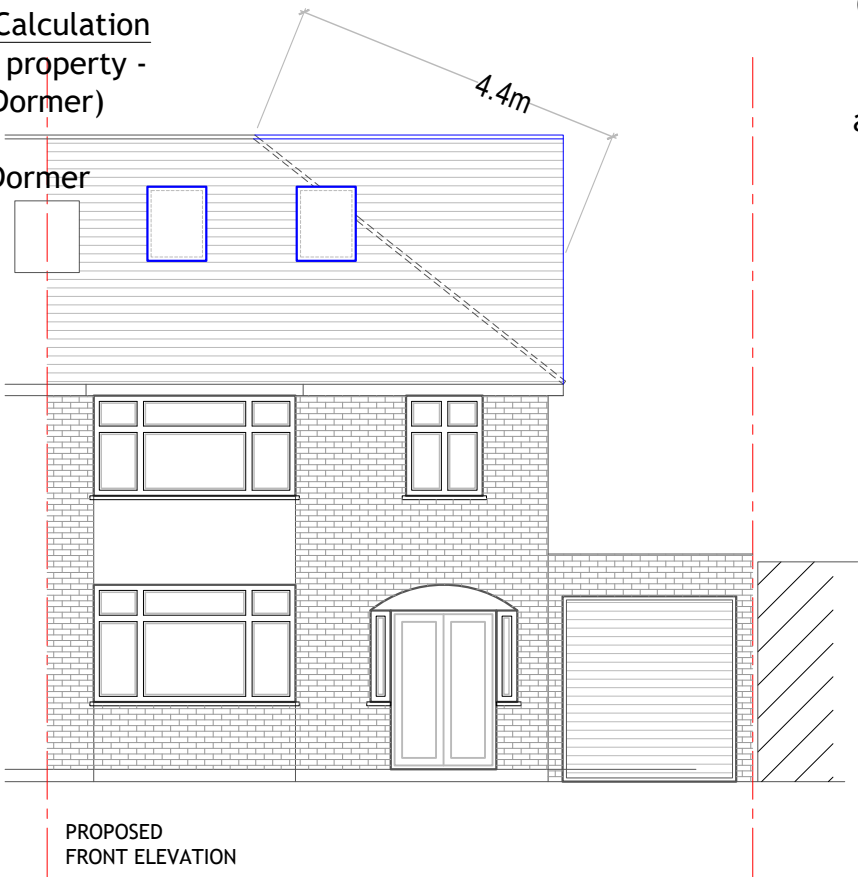 Calculation
property -
Dormer)
Dormer
4.4m
a
PROPOSED
FRONT ELEVATION